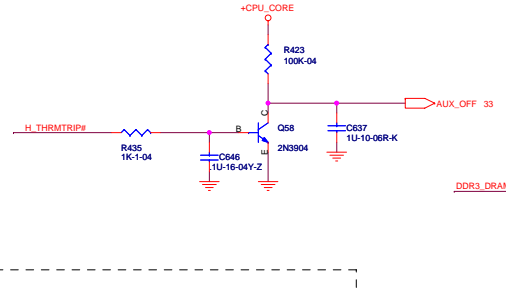 +CPU_CORE
R423
100K-04
C
AUX_OFF 33
H_THRMTRIP#
B
Q58
C637
1U-10-06R-K
R435
1K-1-04
C646
.1U-16-04Y-Z
E
2N3904
DDR3_DRAM